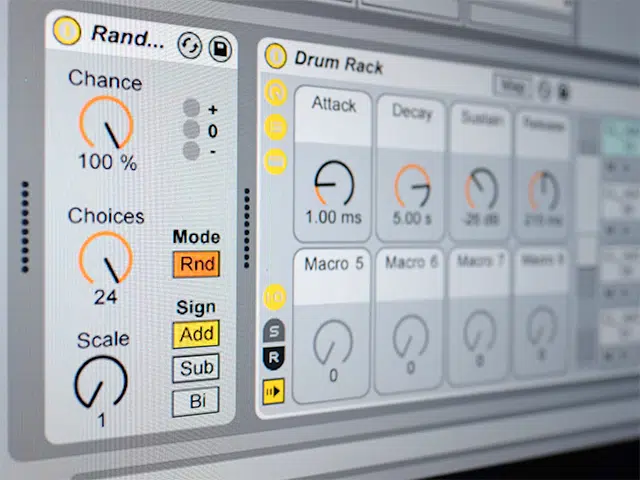 Rand...
Chance
100 %
+
0
-
Choices
24
Mode
Rnd
Sign
Add
Sub
Bi
Scale
1
Drum Rack
Map
Attack
Decay
Sustain
Release
1.00 ms
5.00 s
-26 dB
Macro 5
Macro 6
Macro 7
Macro 8
0
0
0
0
S
R